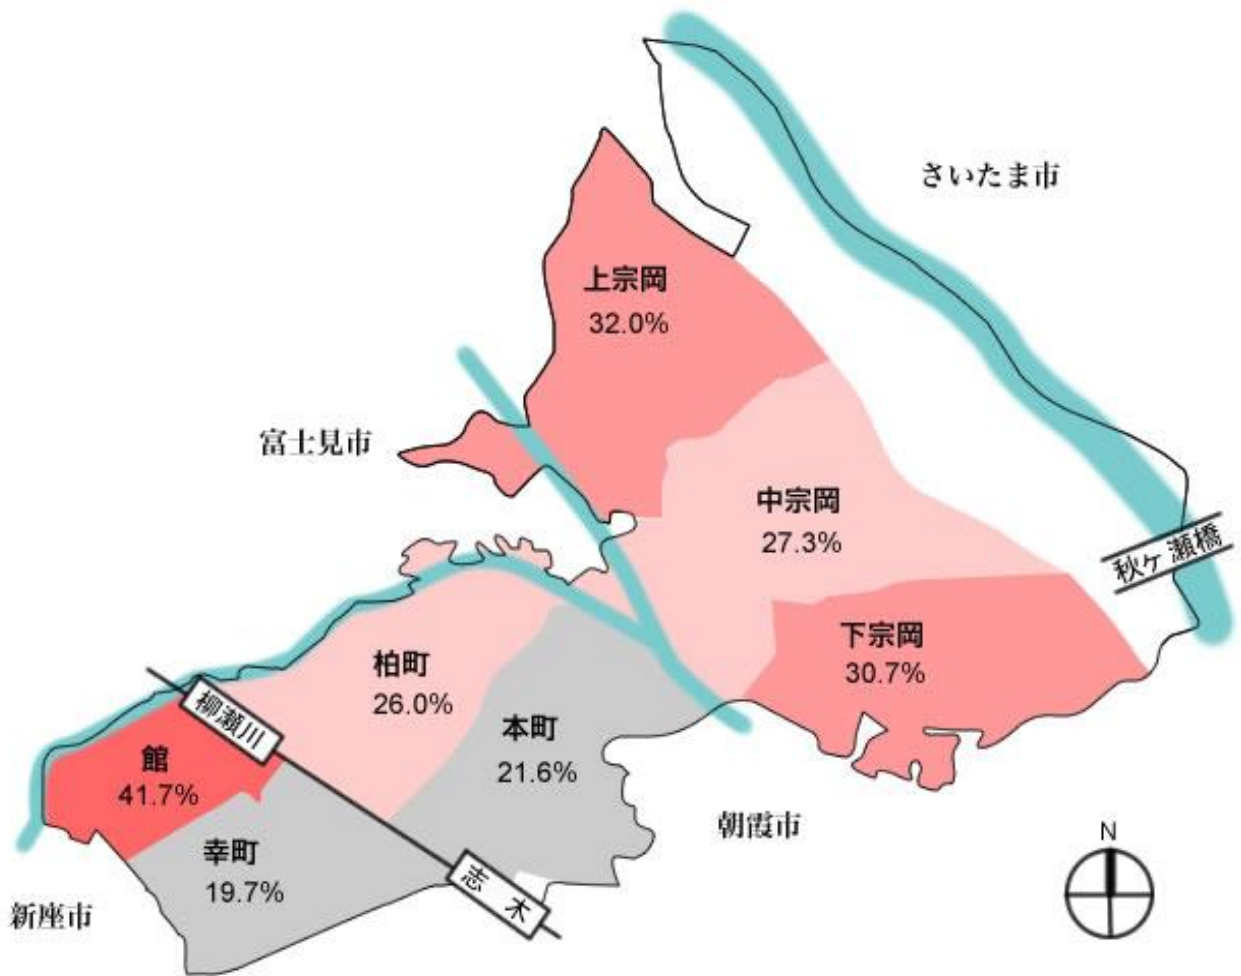 さいたま市
上宗岡
32.0%
富士見市
中宗岡
27.3%
秋ヶ瀬橋
下宗岡
30.7%
柏町
26.0%
柳瀬川
本町
21.6%
館
41.7%
朝霞市
幸町
19.7%
志木
新座市
N